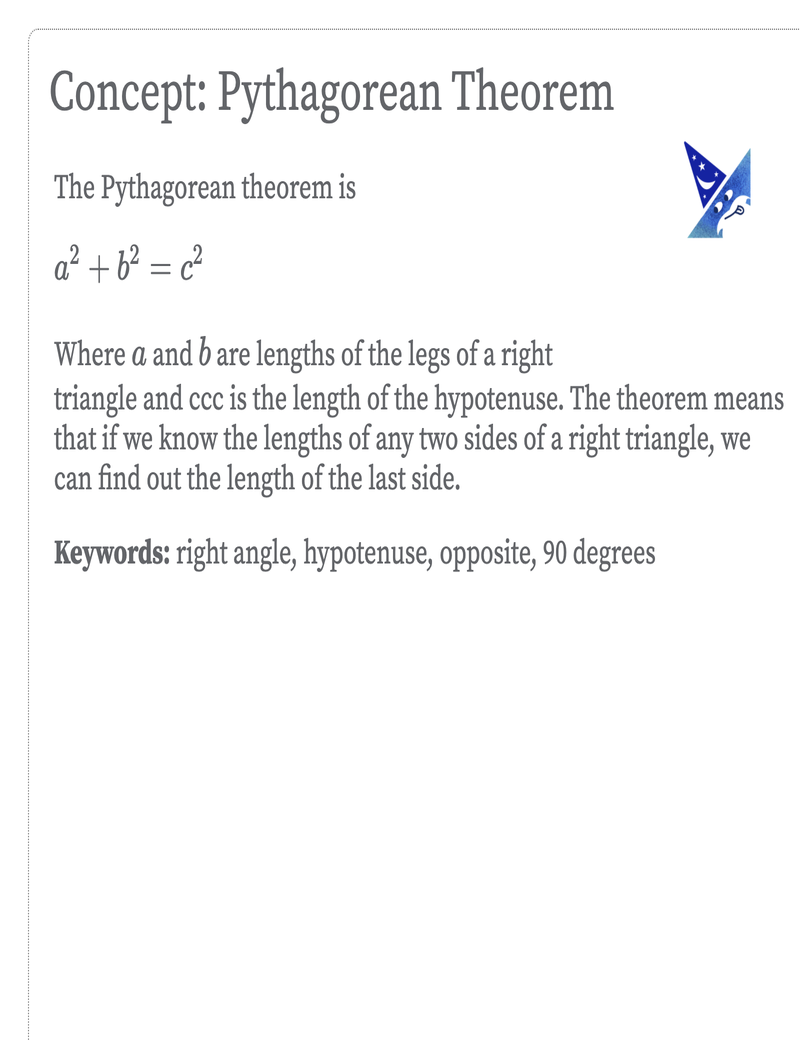 Concept: Pythagorean Theorem
The Pythagorean theorem is
a² + b² = c²
Where a and b are lengths of the legs of a right
triangle and ccc is the length of the hypotenuse. The theorem means
that if we know the lengths of any two sides of a right triangle, we
can find out the length of the last side.
Keywords: right angle, hypotenuse, opposite, 90 degrees